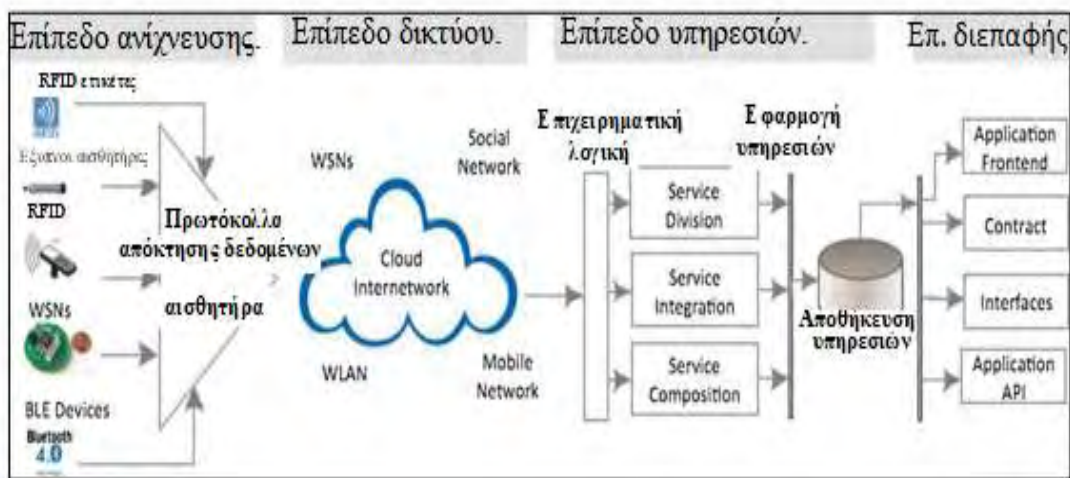 Επίπεδο ανίχνευσης.
Επίπεδο δικτύου.
Επίπεδο υπηρεσιών.
Επ. διεπαφής
RFID ετικέτες
Εξυπνοι αισθητήρες
RFID
WSNs
BLE Devices
Bluetooth
4.0
Πρωτόκολλα
απόκτησης δεδομένων
αισθητήρα
WSNs
Social
Network
Cloud
Internetwork
WLAN
Mobile
Network
Επιχειρηματική
λογική
Service
Division
Service
Integration
Service
Composition
Εφαρμογή
υπηρεσιών
Αποθήκευση
υπηρεσιών
Application
Frontend
Contract
Interfaces
Application
API